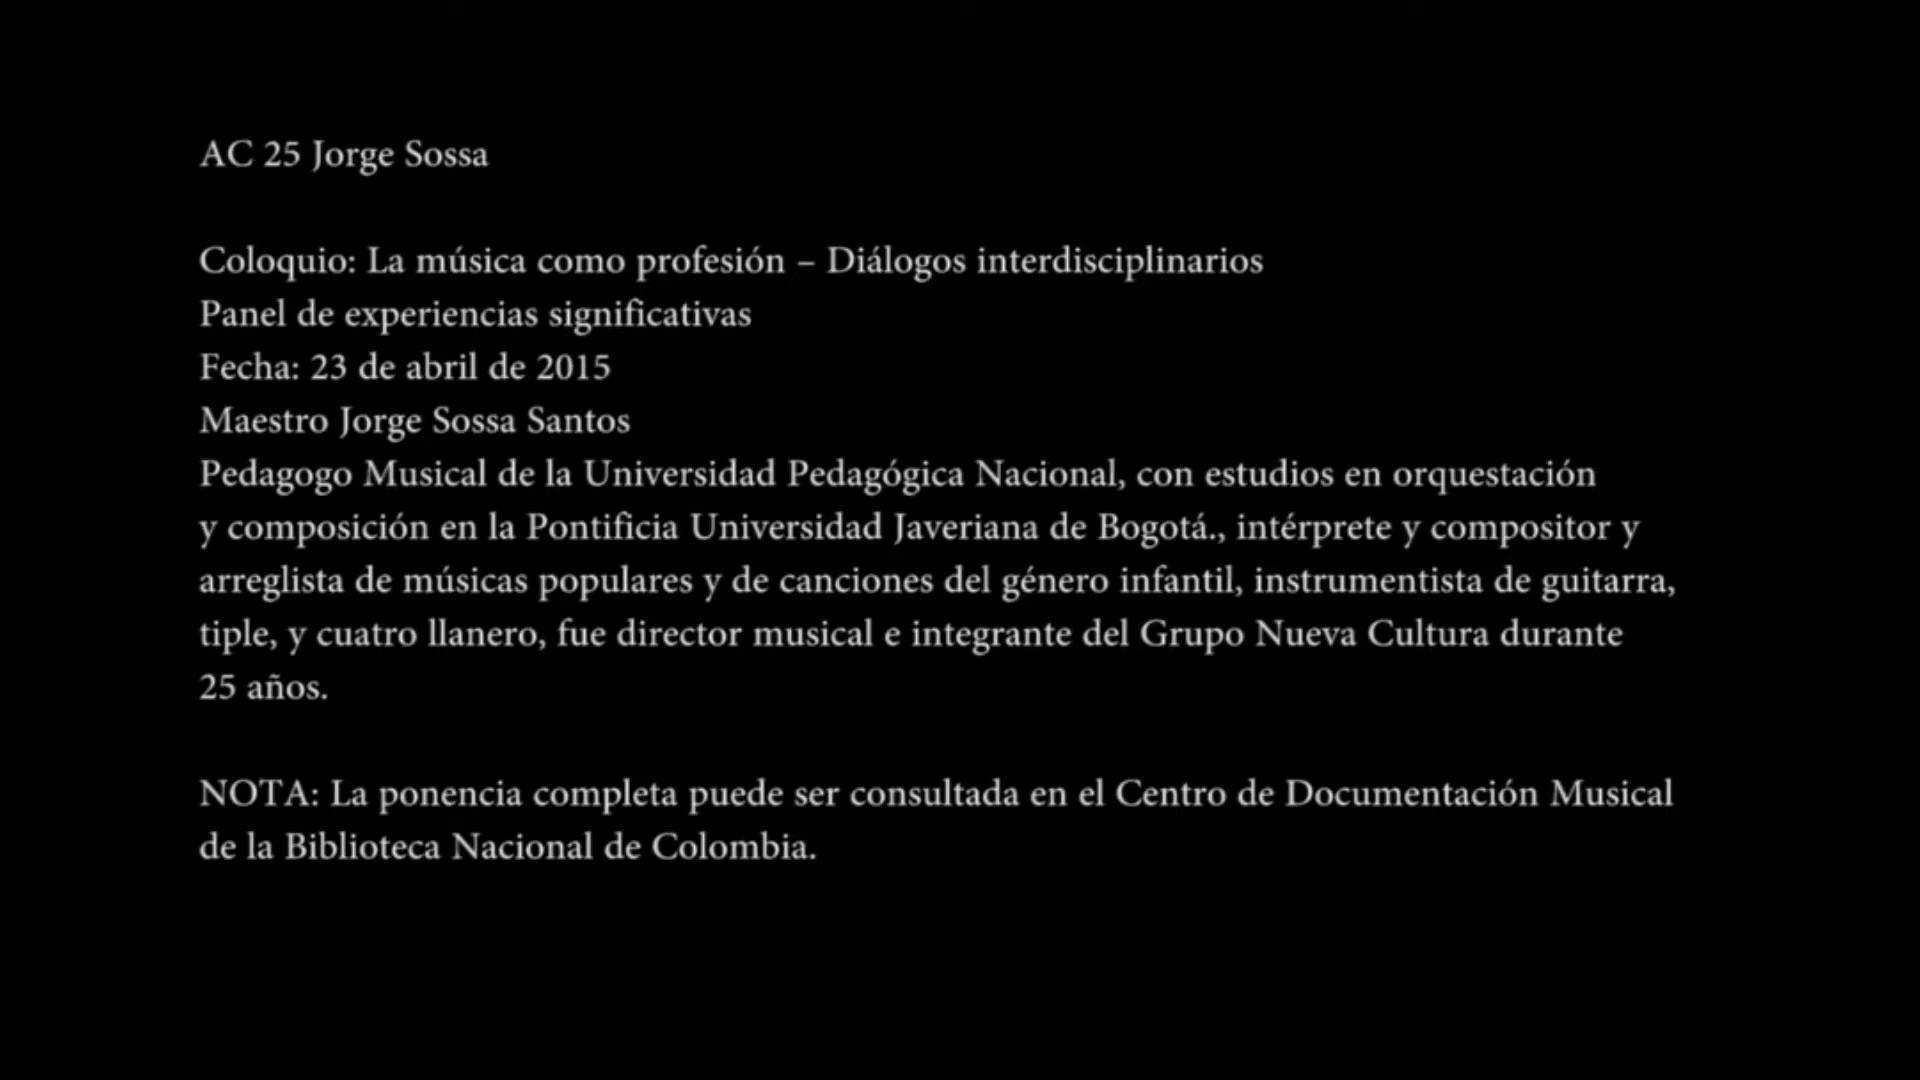 AC 25 Jorge Sossa
Coloquio: La música como profesión – Diálogos interdisciplinarios
Panel de experiencias significativas
Fecha: 23 de abril de 2015
Maestro Jorge Sossa Santos
Pedagogo Musical de la Universidad Pedagógica Nacional, con estudios en orquestación
y composición en la Pontificia Universidad Javeriana de Bogotá., intérprete y compositor y
arreglista de músicas populares y de canciones del género infantil, instrumentista de guitarra,
tiple, y cuatro llanero, fue director musical e integrante del Grupo Nueva Cultura durante
25 años.
NOTA: La ponencia completa puede ser consultada en el Centro de Documentación Musical
de la Biblioteca Nacional de Colombia.